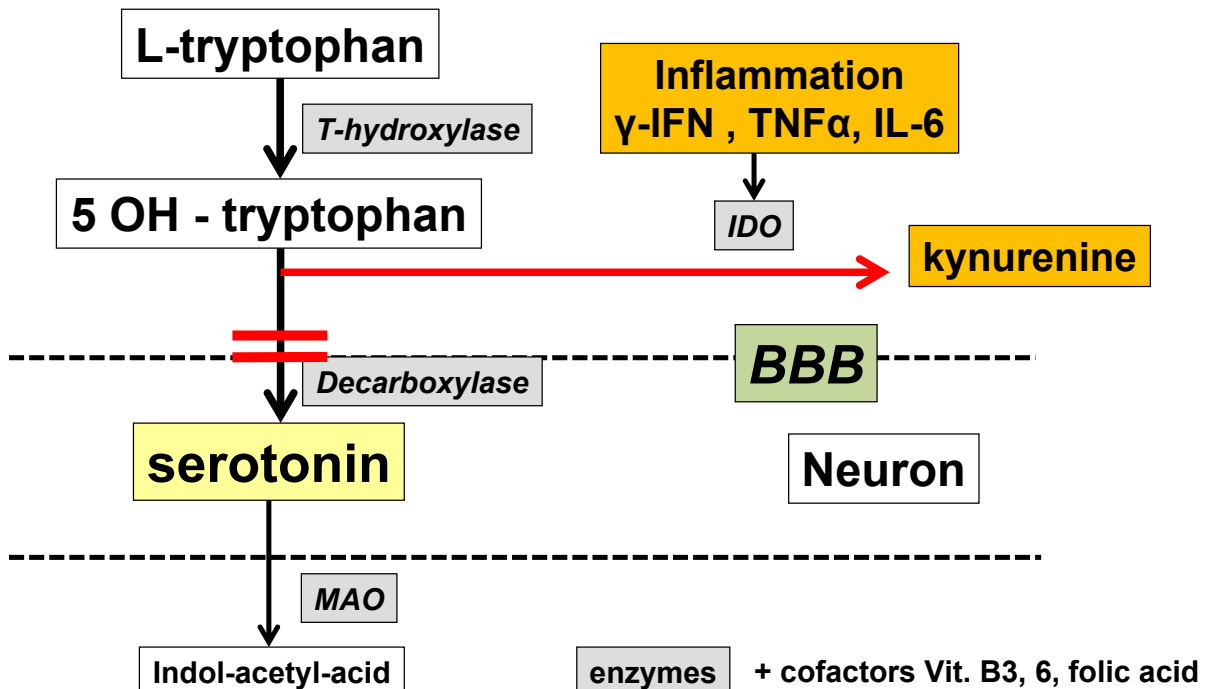 L-tryptophan
T-hydroxylase
Inflammation
γ-IFN , TNFα, IL-6
5 OH - tryptophan
IDO
kynurenine
BBB
Decarboxylase
serotonin
Neuron
MAO
Indol-acetyl-acid
enzymes + cofactors Vit. B3, 6, folic acid